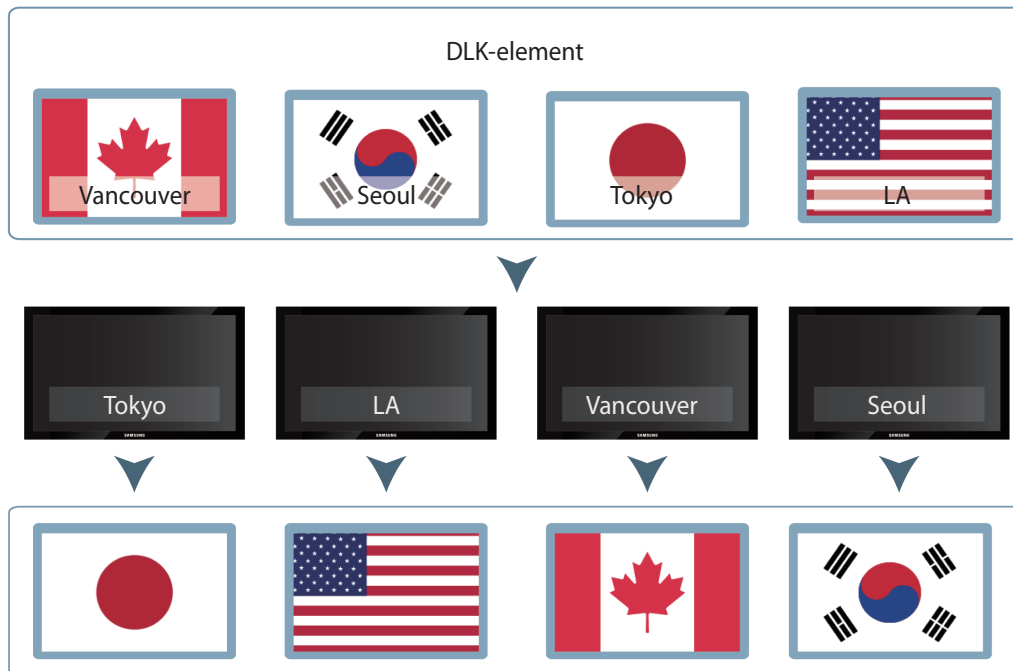 DLK-element
Vancouver
Seoul
Tokyo
LA
Tokyo
LA
Vancouver
Seoul
SAMSUNG
SAMSUNG
SAMSUNG
SAMSUNG